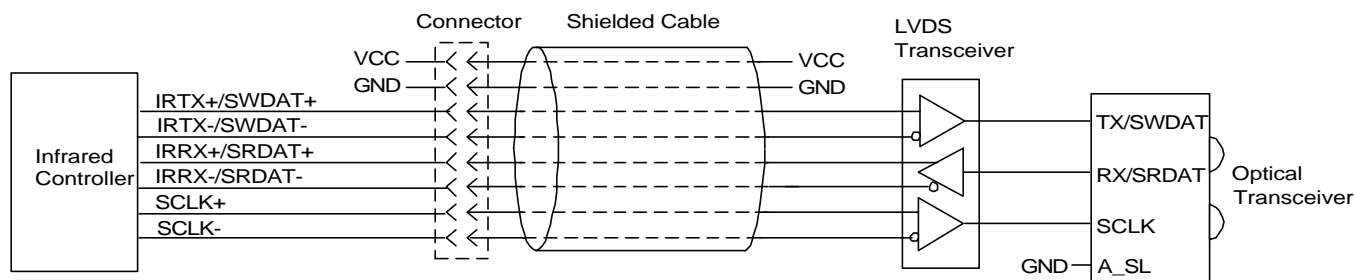 Connector
Shielded Cable
LVDS
Transceiver
VCC
VCC
GND
GND
IRTX+/SWDAT+
IRTX-/SWDAT-
IRRX+/SRDAT+
IRRX-/SRDAT-
SCLK+
SCLK-
Infrared
Controller
TX/SWDAT
RX/SRDAT
SCLK
GND
A_SL
Optical
Transceiver